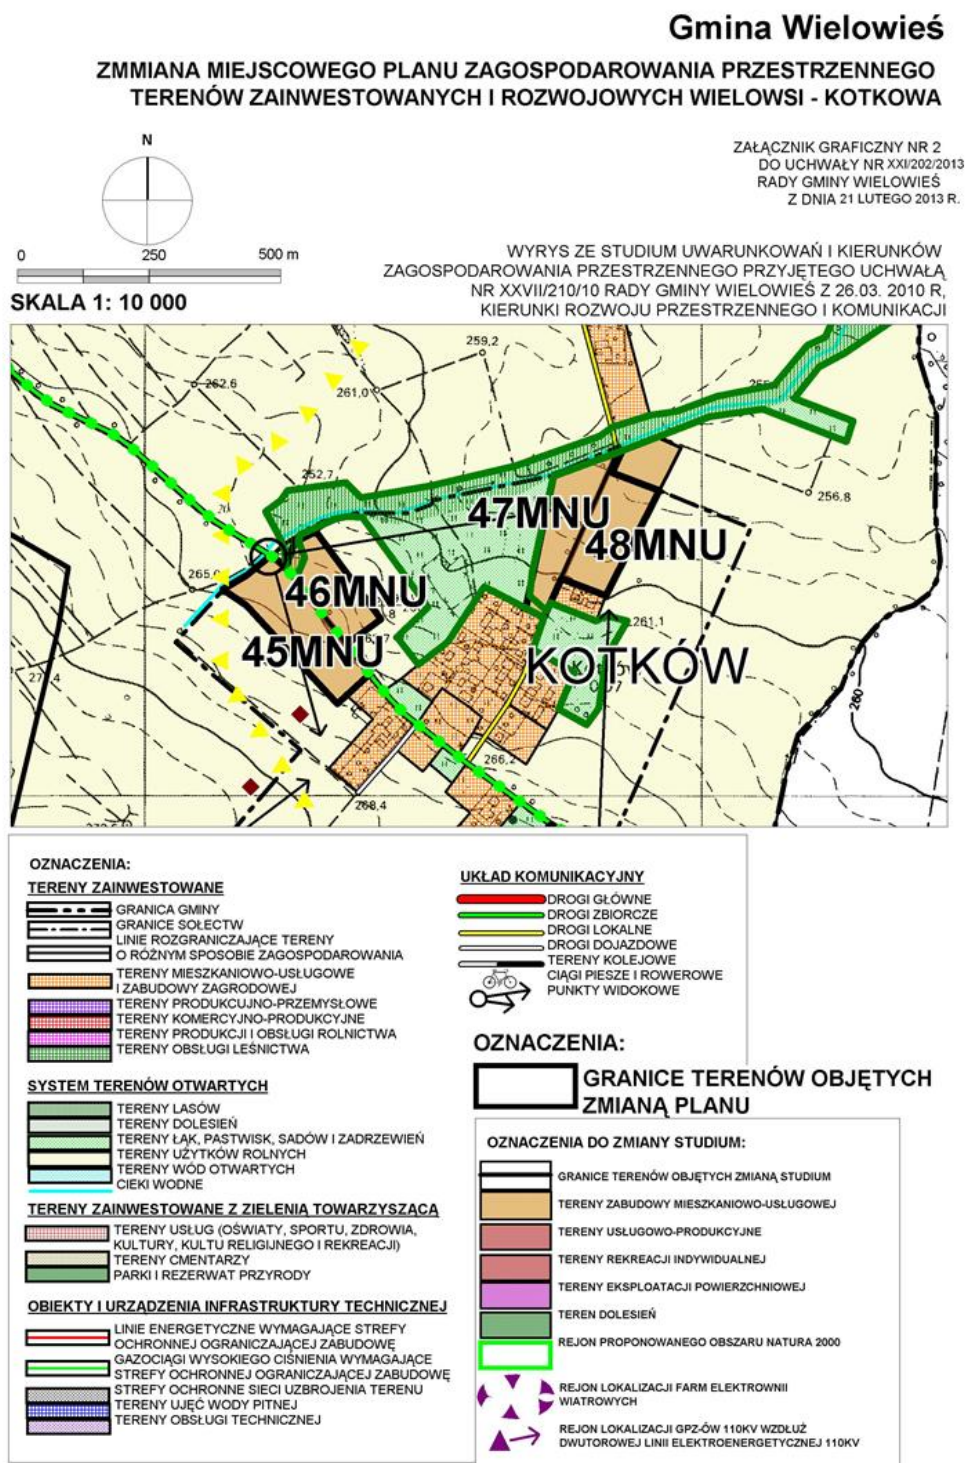 Gmina Wielowieś
ZMMIANA MIEJSCOWEGO PLANU ZAGOSPODAROWANIA PRZESTRZENNEGO
TERENÓW ZAINWESTOWANYCH I ROZWOJOWYCH WIELOWSI - KOTKOWA
N
ZAŁĄCZNIK GRAFICZNY NR 2
DO UCHWAŁY NR XXI/202/2013
RADY GMINY WIELOWIEŚ
Z DNIA 21 LUTEGO 2013 R.
0 250 500 m
SKALA 1: 10 000
WYRYS ZE STUDIUM UWARUNKOWAŃ I KIERUNKÓW
ZAGOSPODAROWANIA PRZESTRZENNEGO PRZYJĘTEGO UCHWAŁĄ
NR XXVII/210/10 RADY GMINY WIELOWIEŚ Z 26.03. 2010 R,
KIERUNKI ROZWOJU PRZESTRZENNEGO I KOMUNIKACJI
259,2
262,6
261,0
252,7
256,8
47MNU
48MNU
46MNU
45MNU
261,1
KOTKÓW
260
266,2
268,4
OZNACZENIA:
TERENY ZAINWESTOWANE
GRANICA GMINY
GRANICE SOŁECTW
LINIE ROZGRANICZAJĄCE TERENY
O RÓŻNYM SPOSOBIE ZAGOSPODAROWANIA
TERENY MIESZKANIOWO-USŁUGOWE
I ZABUDOWY ZAGRODOWEJ
TERENY PRODUKCUJNO-PRZEMYSŁOWE
TERENY KOMERCYJNO-PRODUKCYJNE
TERENY PRODUKCJI I OBSŁUGI ROLNICTWA
TERENY OBSŁUGI LEŚNICTWA
SYSTEM TERENÓW OTWARTYCH
TERENY LASÓW
TERENY DOLESIEŃ
TERENY ŁĄK, PASTWISK, SADÓW I ZADRZEWIEŃ
TERENY UŻYTKÓW ROLNYCH
TERENY WÓD OTWARTYCH
CIEKI WODNE
TERENY ZAINWESTOWANE Z ZIELENIĄ TOWARZYSZĄCĄ
TERENY USŁUG (OŚWIATY, SPORTU, ZDROWIA,
KULTURY, KULTU RELIGIJNEGO I REKREACJI)
TERENY CMENTARZY
PARKI I REZERWAT PRZYRODY
OBIEKTY I URZĄDZENIA INFRASTRUKTURY TECHNICZNEJ
LINIE ENERGETYCZNE WYMAGAJĄCE STREFY
OCHRONNEJ OGRANICZAJĄCEJ ZABUDOWĘ
GAZOCIĄGI WYSOKIEGO CIŚNIENIA WYMAGAJĄCE
STREFY OCHRONNEJ OGRANICZAJĄCEJ ZABUDOWĘ
STREFY OCHRONNE SIECI UZBROJENIA TERENU
TERENY UJĘĆ WODY PITNEJ
TERENY OBSŁUGI TECHNICZNEJ
UKŁAD KOMUNIKACYJNY
DROGI GŁÓWNE
DROGI ZBIORCZE
DROGI LOKALNE
DROGI DOJAZDOWE
TERENY KOLEJOWE
CIĄGI PIESZE I ROWEROWE
PUNKTY WIDOKOWE
OZNACZENIA:
GRANICE TERENÓW OBJĘTYCH
ZMIANĄ PLANU
OZNACZENIA DO ZMIANY STUDIUM:
GRANICE TERENÓW OBJĘTYCH ZMIANĄ STUDIUM
TERENY ZABUDOWY MIESZKANIOWO-USŁUGOWEJ
TERENY USŁUGOWO-PRODUKCYJNE
TERENY REKREACJI INDYWIDUALNEJ
TERENY EKSPLOATACJI POWIERZCHNIOWEJ
TEREN DOLESIEŃ
REJON PROPONOWANEGO OBSZARU NATURA 2000
REJON LOKALIZACJI FARM ELEKTROWNII
WIATROWYCH
REJON LOKALIZACJI GPZ-ÓW 110KV WZDŁUŻ
DWUTOROWEJ LINII ELEKTROENERGETYCZNEJ 110KV